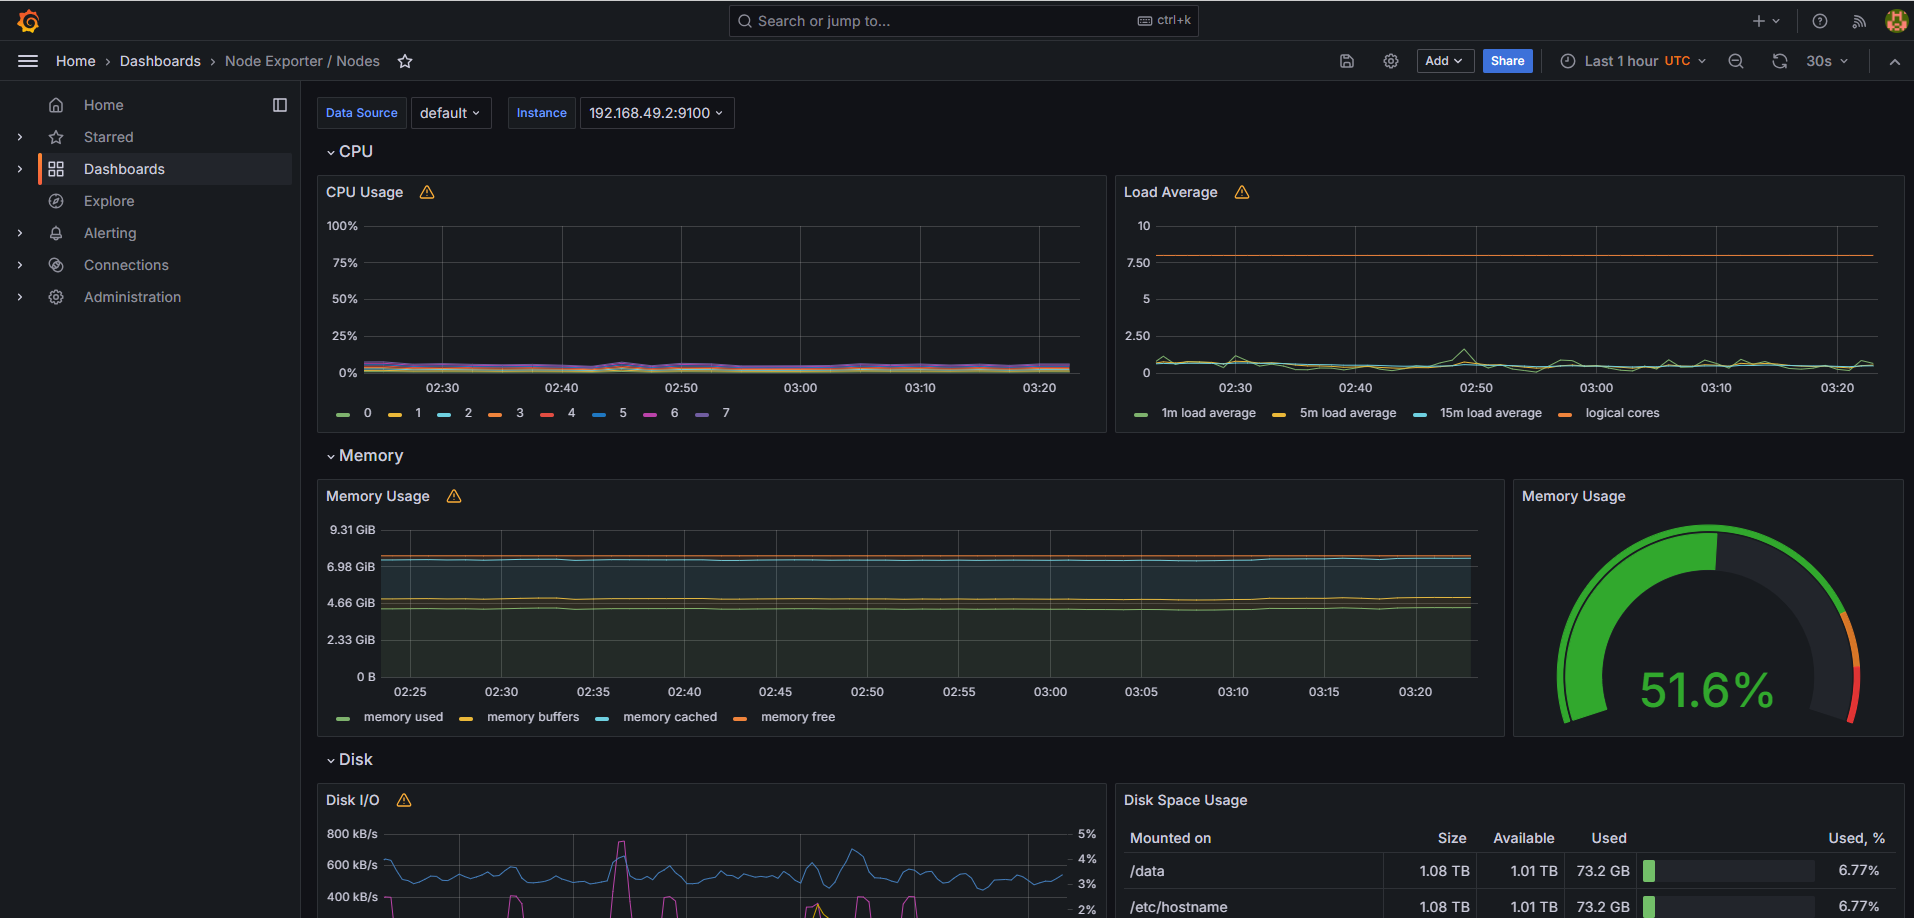 Search or jump to... ctrl+k
Home › Dashboards › Node Exporter / Nodes
Add
Share
Last 1 hour UTC
30s
Home
Starred
Dashboards
Explore
Alerting
Connections
Administration
Data Source default Instance 192.168.49.2:9100
CPU
CPU Usage
100%
75%
50%
25%
0%
02:30 02:40 02:50 03:00 03:10 03:20
0 1 2 3 4 5 6 7
Load Average
10
7.50
5
2.50
0
02:30 02:40 02:50 03:00 03:10 03:20
1m load average 5m load average 15m load average logical cores
Memory
Memory Usage
9.31 GiB
6.98 GiB
4.66 GiB
2.33 GiB
0 B
02:25 02:30 02:35 02:40 02:45 02:50 02:55 03:00 03:05 03:10 03:15 03:20
memory used memory buffers memory cached memory free
Memory Usage
51.6%
Disk
Disk I/O
800 kB/s
600 kB/s
400 kB/s
5%
4%
3%
2%
Disk Space Usage
Mounted on Size Available Used Used, %
/data 1.08 TB 1.01 TB 73.2 GB 6.77%
/etc/hostname 1.08 TB 1.01 TB 73.2 GB 6.77%